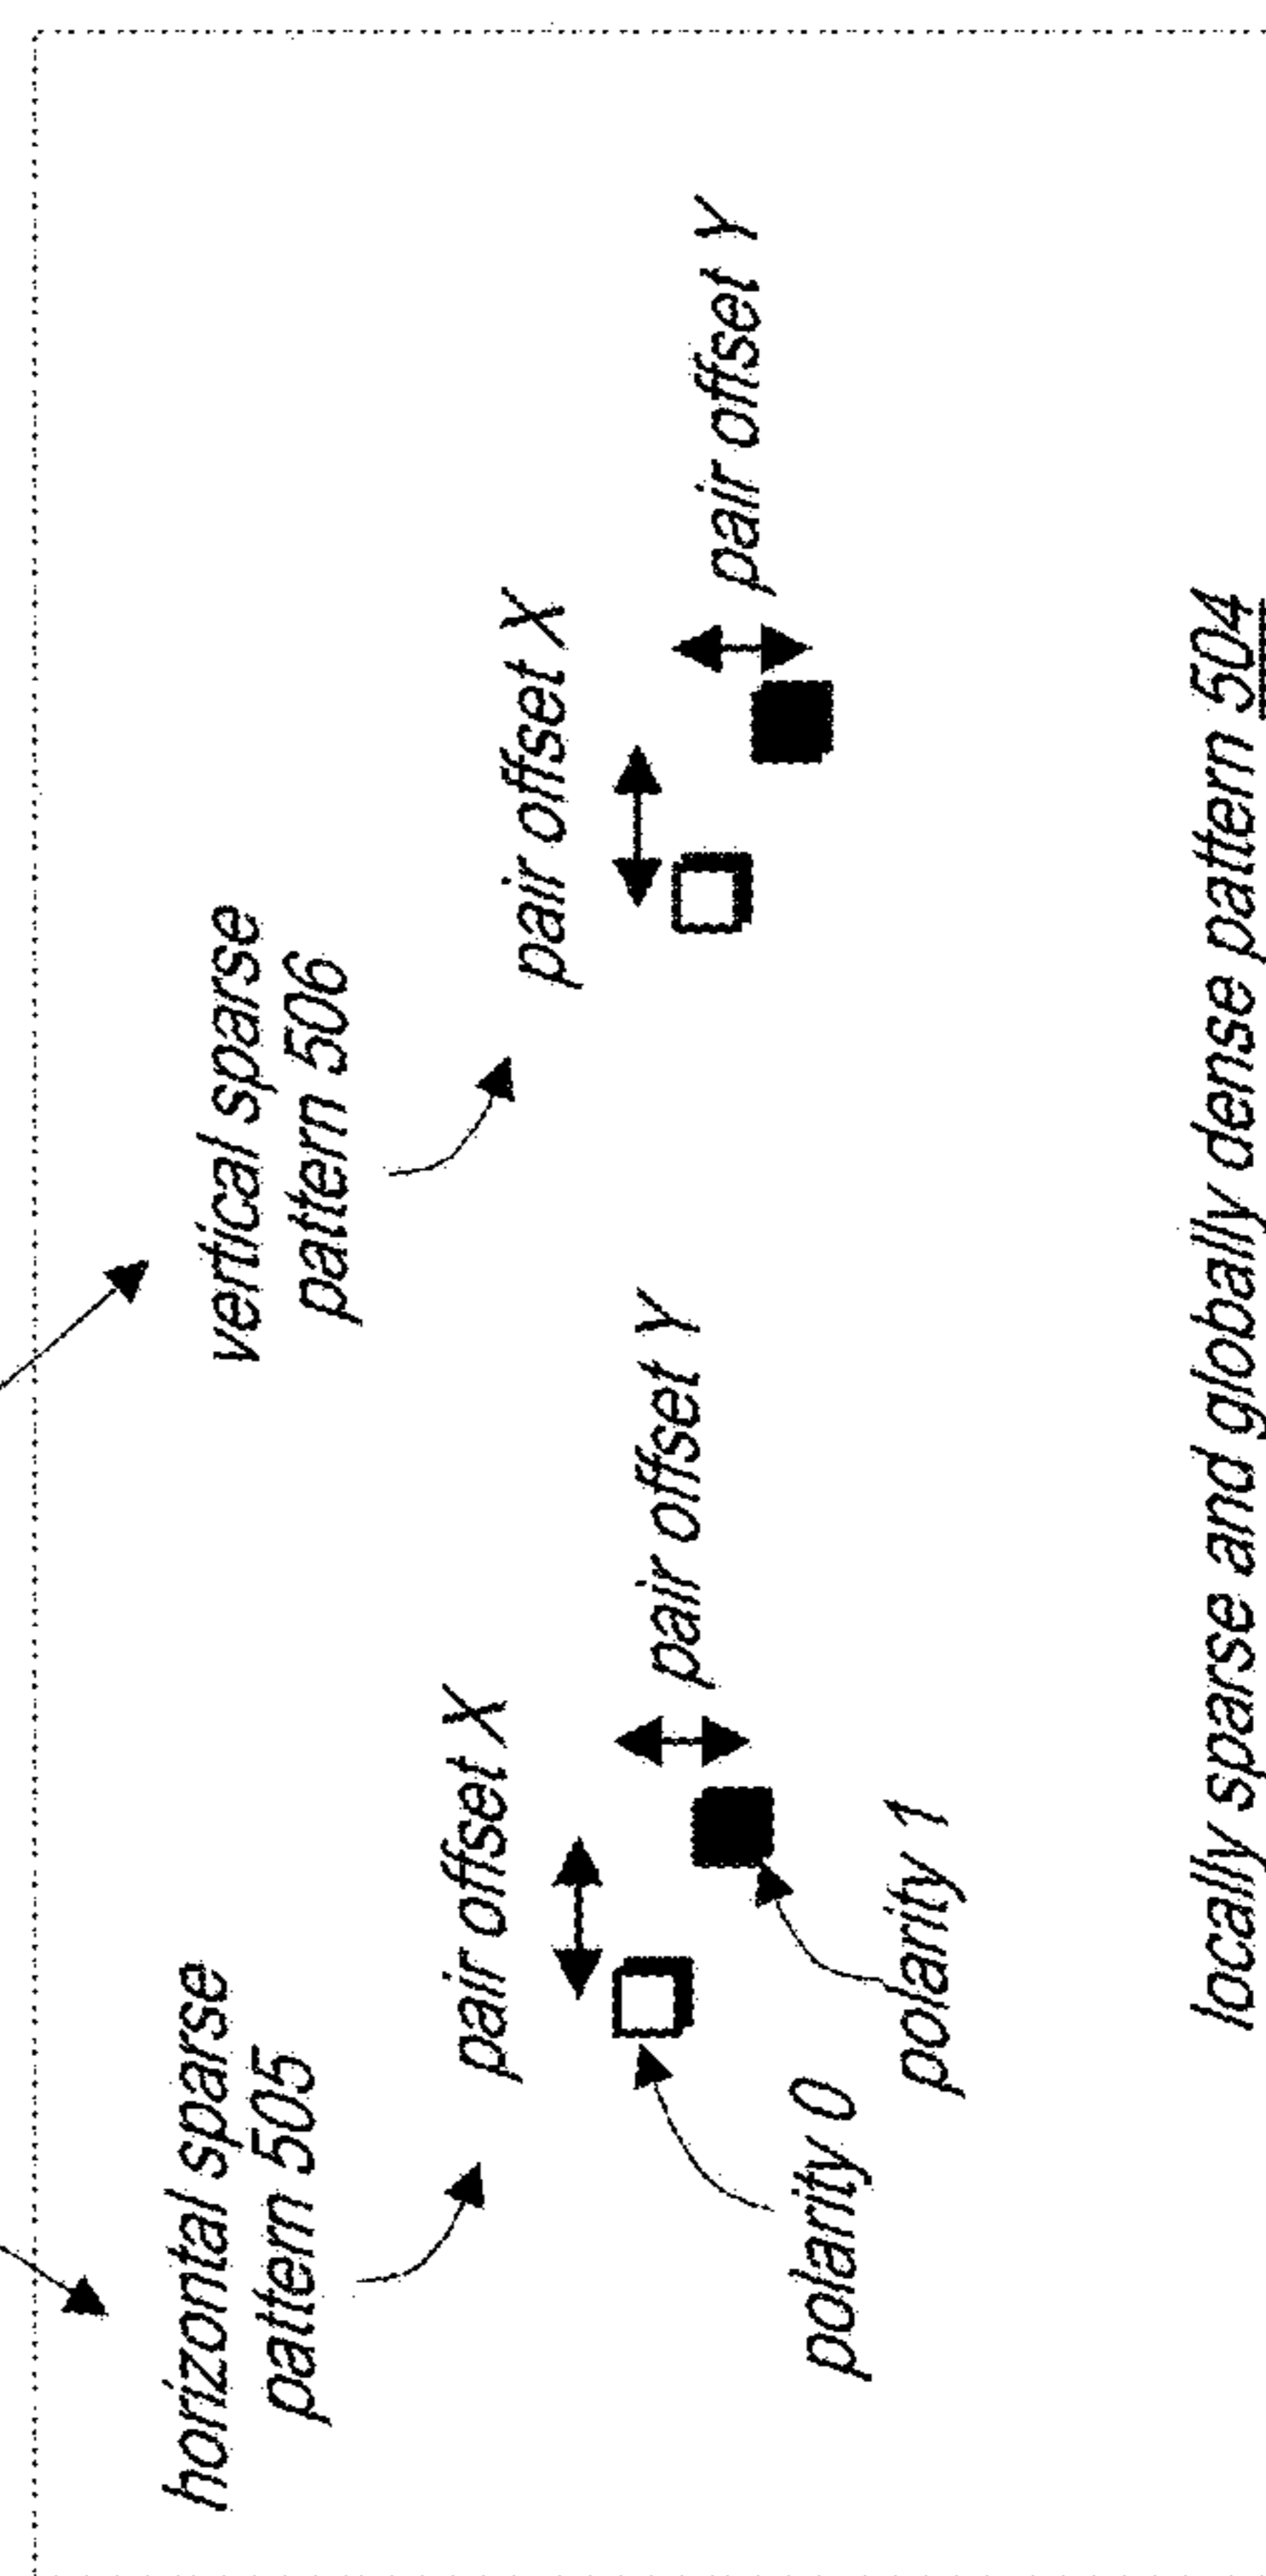 horizontal sparse
pattern 505
vertical sparse
pattern 506
pair offset X
pair offset Y
pair offset X
pair offset Y
polarity 0
polarity 1
locally sparse and globally dense pattern 504